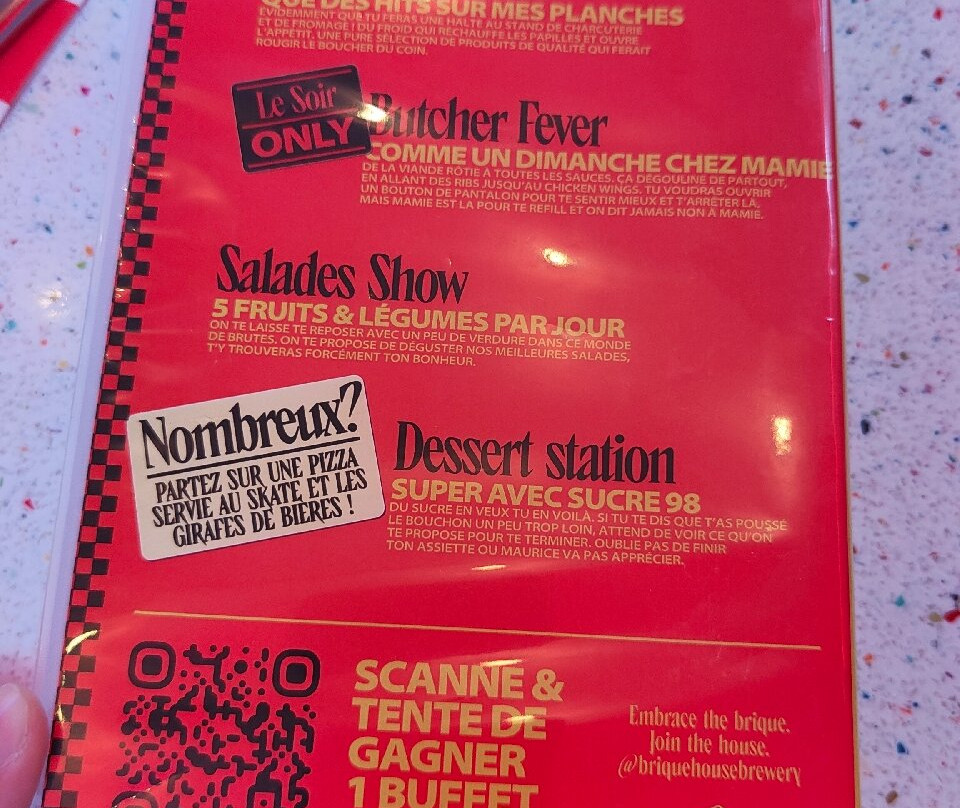 QUE DES HITS SUR MES PLANCHES
EVIDEMMENT QUE TU FERAS UNE HALTE AU STAND DE CHARCUTERIE
ET DE FROMAGE ! DU FROID QUI RÉCHAUFFE LES PAPILLES ET OUVRE
L'APPÉTIT. UNE PURE SÉLECTION DE PRODUITS DE QUALITÉ QUI FERAIT
ROUGIR LE BOUCHER DU COIN.
Le Soir
ONLY
Butcher Fever
COMME UN DIMANCHE CHEZ MAMIE
DE LA VIANDE RÔTIE À TOUTES LES SAUCES. ÇA DÉGOULINE DE PARTOUT,
EN ALLANT DES RIBS JUSQU'AU CHICKEN WINGS. TU VOUDRAS OUVRIR
UN BOUTON DE PANTALON POUR TE SENTIR MIEUX ET T'ARRÊTER LÀ,
MAIS MAMIE EST LA POUR TE REFILL ET ON DIT JAMAIS NON À MAMIE.
Salades Show
5 FRUITS & LÉGUMES PAR JOUR
ON TE LAISSE TE REPOSER AVEC UN PEU DE VERDURE DANS CE MONDE
DE BRUTES. ON TE PROPOSE DE DÉGUSTER NOS MEILLEURES SALADES,
T'Y TROUVERAS FORCÉMENT TON BONHEUR.
Nombreux?
PARTEZ SUR UNE PIZZA
SERVIE AU SKATE ET LES
GIRAFES DE BIERES !
Dessert station
SUPER AVEC SUCRE 98
DU SUCRE EN VEUX TU EN VOILÀ. SI TU TE DIS QUE T'AS POUSSÉ
LE BOUCHON UN PEU TROP LOIN, ATTEND DE VOIR CE QU'ON
TE PROPOSE POUR TE TERMINER. OUBLIE PAS DE FINIR
TON ASSIETTE OU MAURICE VA PAS APPRÉCIER.
SCANNE &
TENTE DE
GAGNER
1 BUFFET
Embrace the brique.
Join the house.
@briquehousebrewery